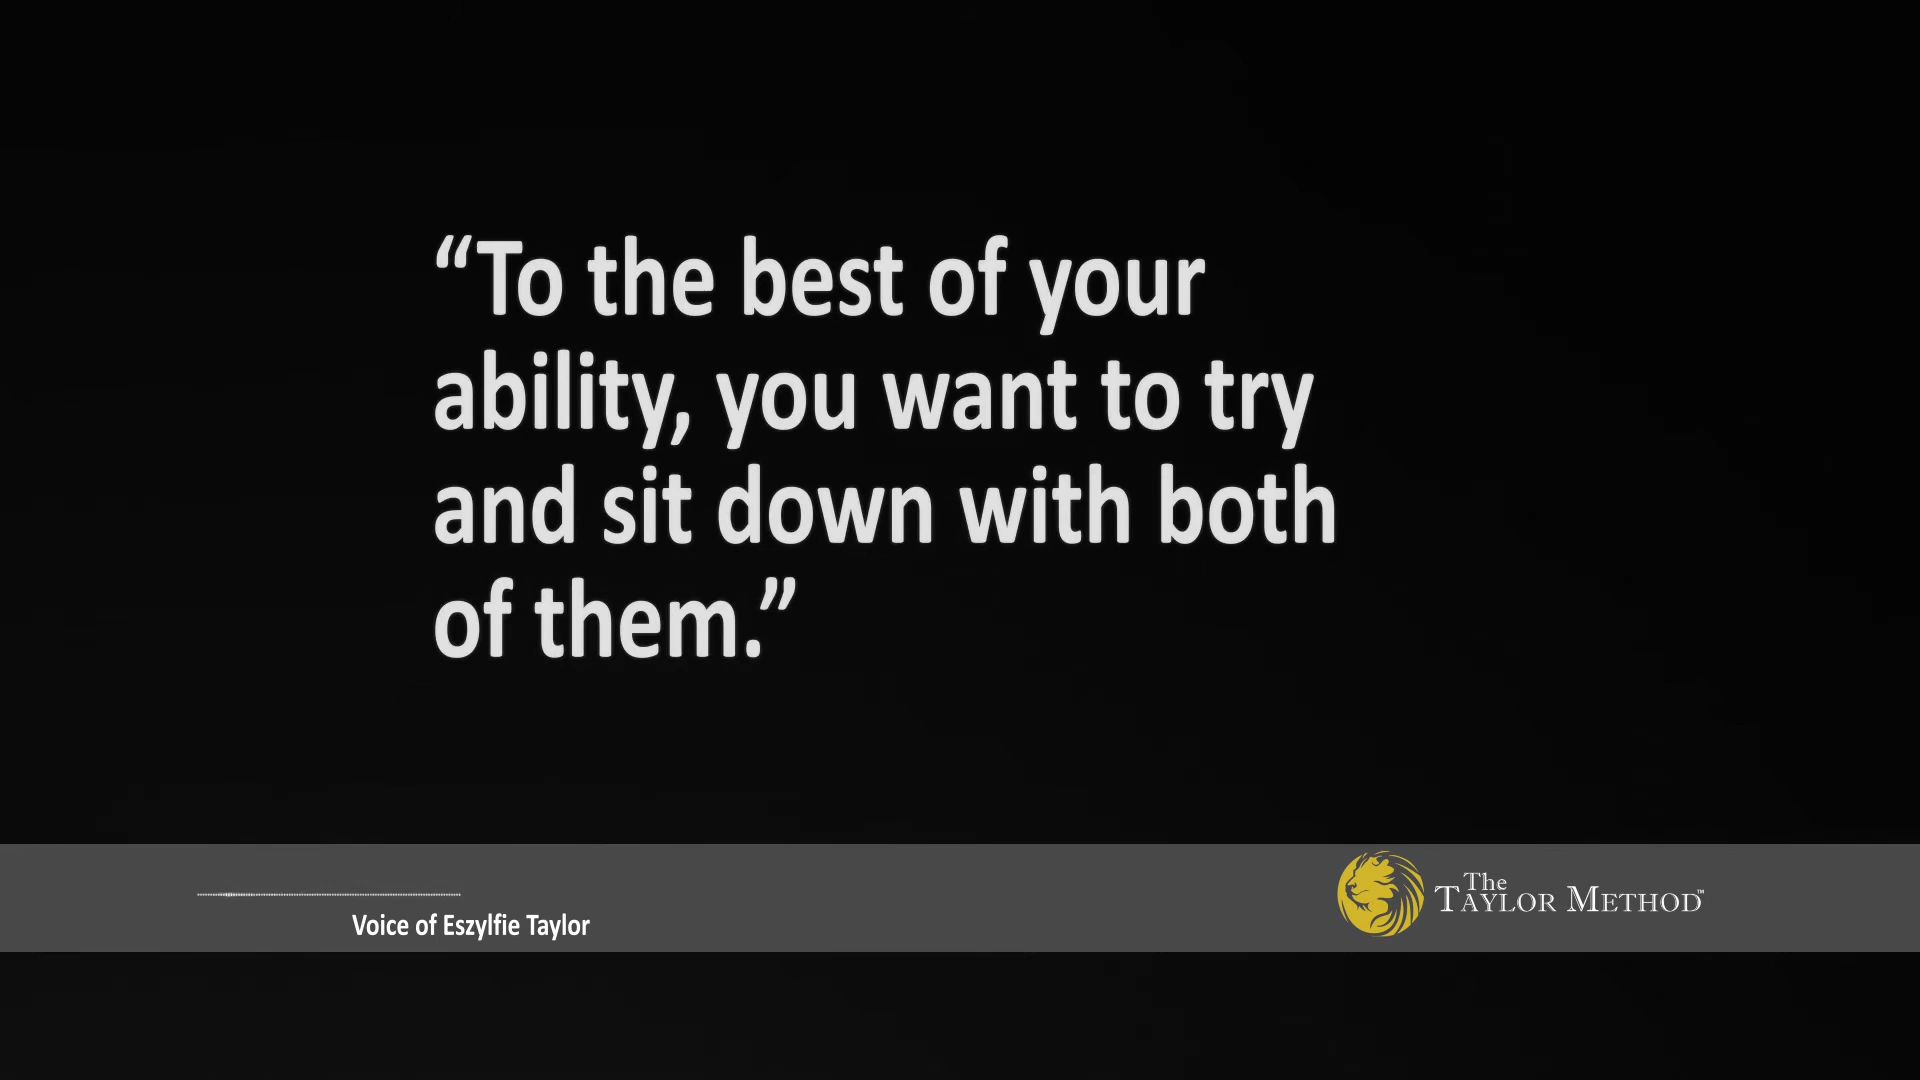 “To the best of your
ability, you want to try
and sit down with both
of them.”
Voice of Eszylfie Taylor
The
Taylor Method™